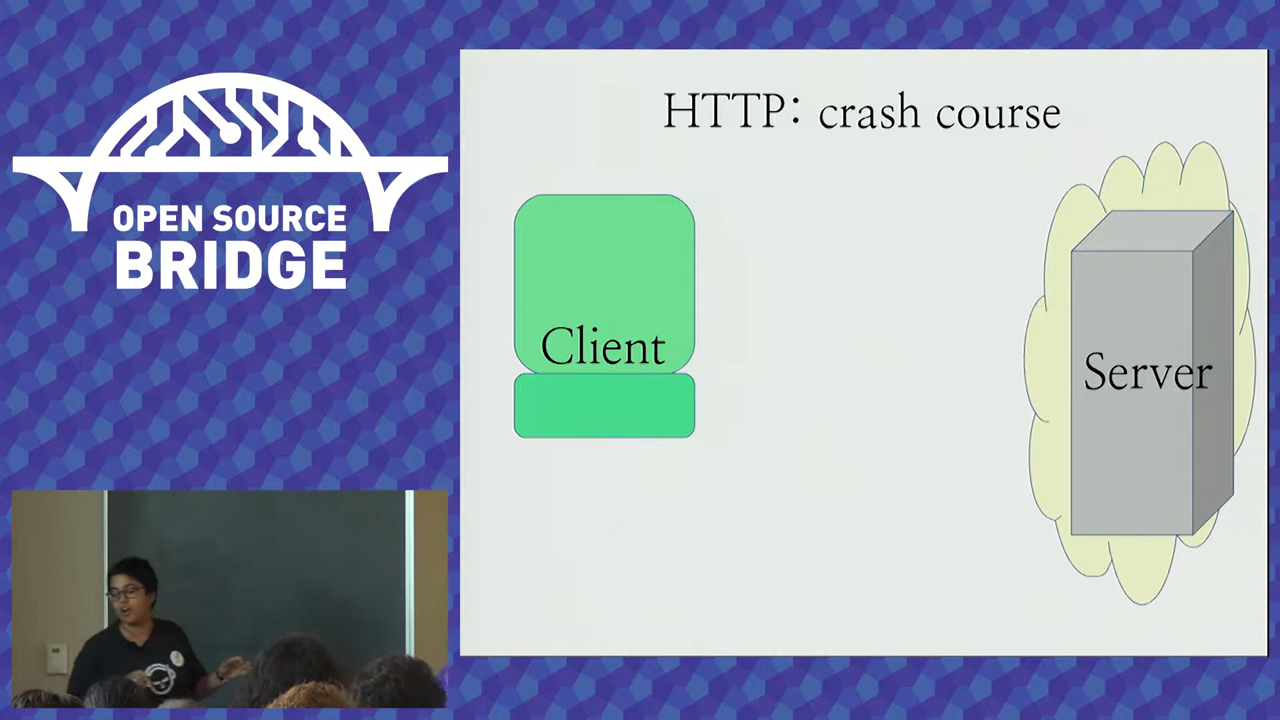 OPEN SOURCE
BRIDGE
HTTP: crash course
Client
Server